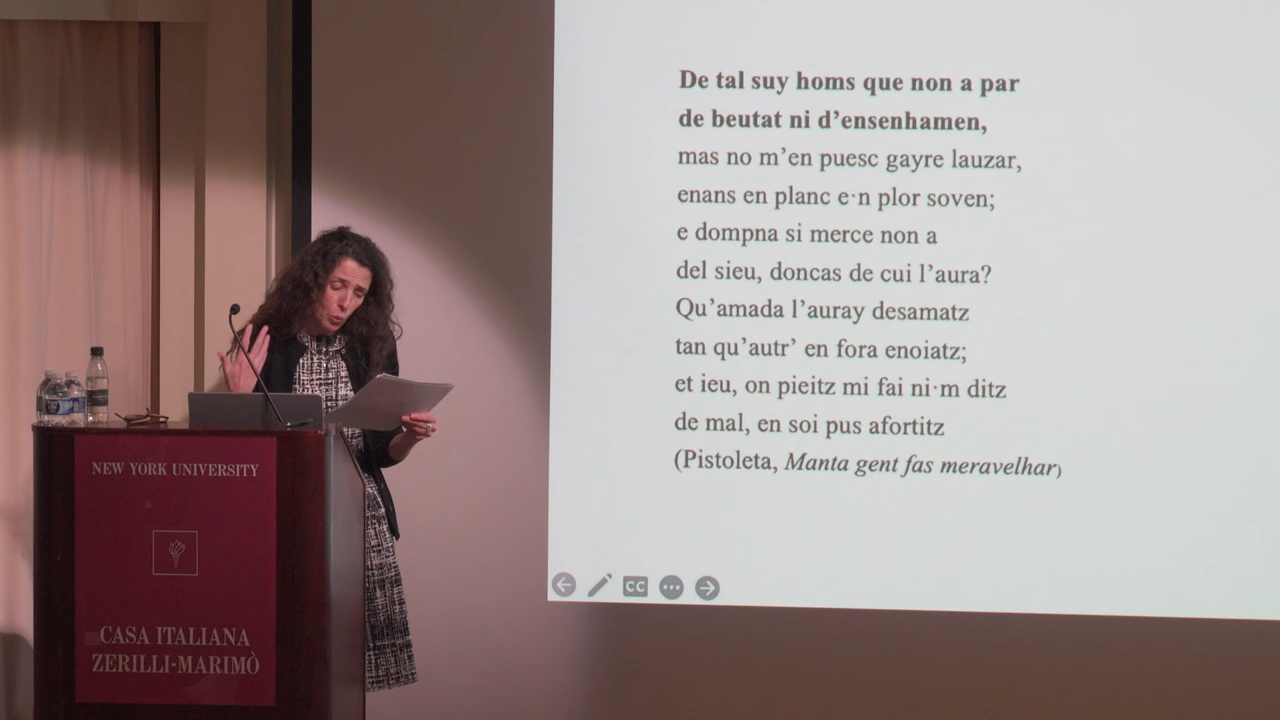 De tal suy homs que non a par
de beutat ni d’ensenhamen,
mas no m’en puesc gayre lauzar,
enans en planc e·n plor soven;
e dompna si merce non a
del sieu, doncas de cui l’aura?
Qu’amada l’auray desamatz
tan qu’autr’ en fora enoiatz;
et ieu, on pieitz mi fai ni·m ditz
de mal, en soi pus afortitz
(Pistoleta, Manta gent fas meravelhar)
CC
NEW YORK UNIVERSITY
CASA ITALIANA
ZERILLI-MARIMÒ